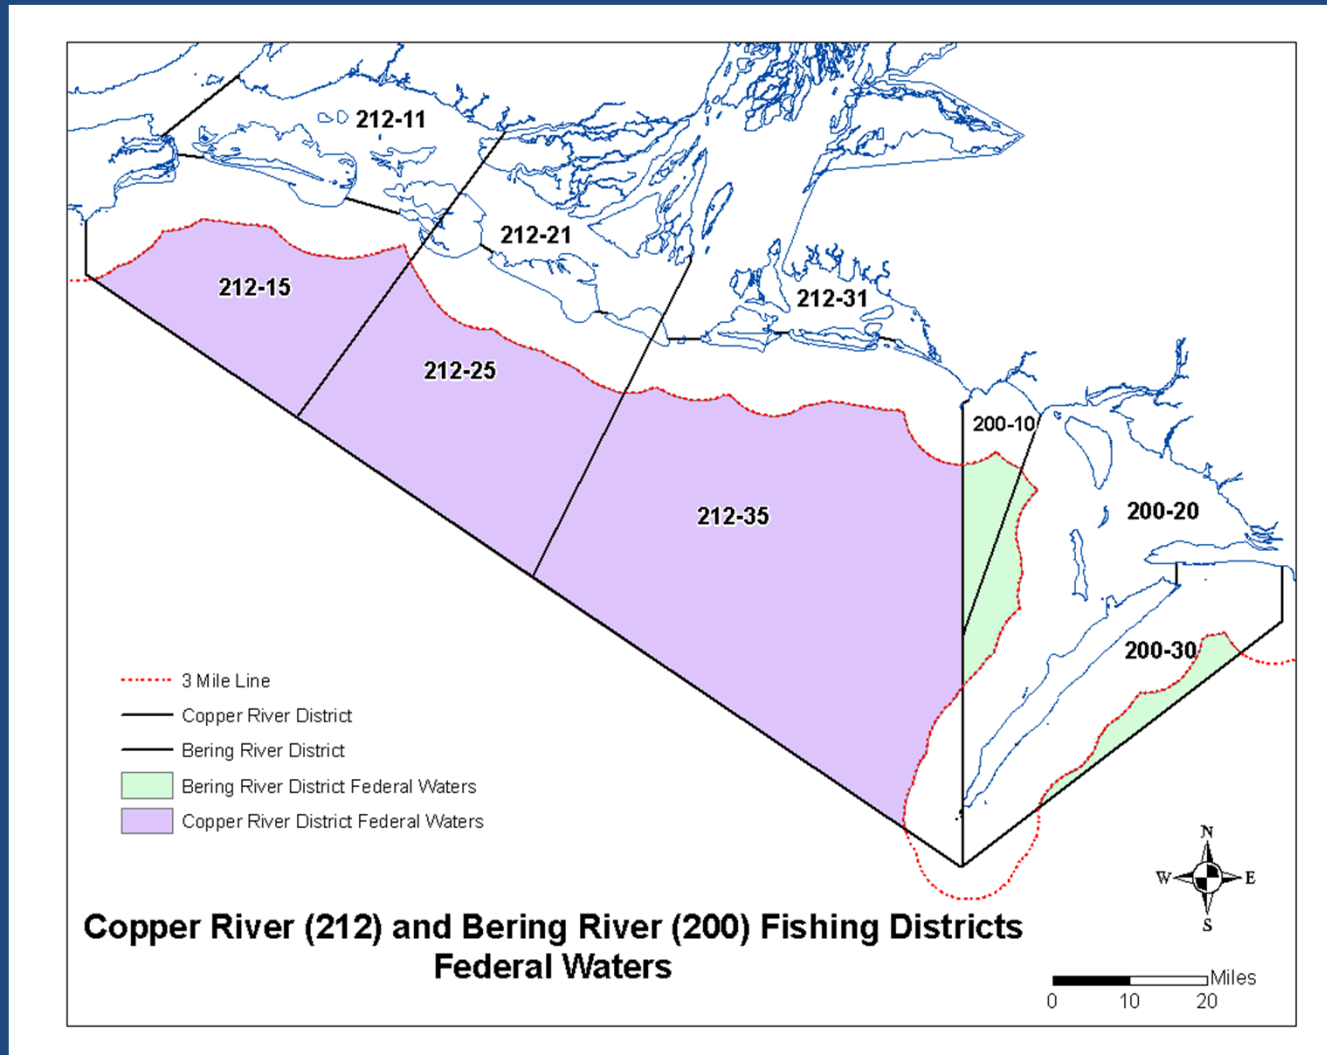 212-11
212-21
212-15
212-31
212-25
200-10
212-35
200-20
200-30
3 Mile Line
Copper River District
Bering River District
Bering River District Federal Waters
Copper River District Federal Waters
N
W E
S
Copper River (212) and Bering River (200) Fishing Districts
Federal Waters
Miles
0 10 20